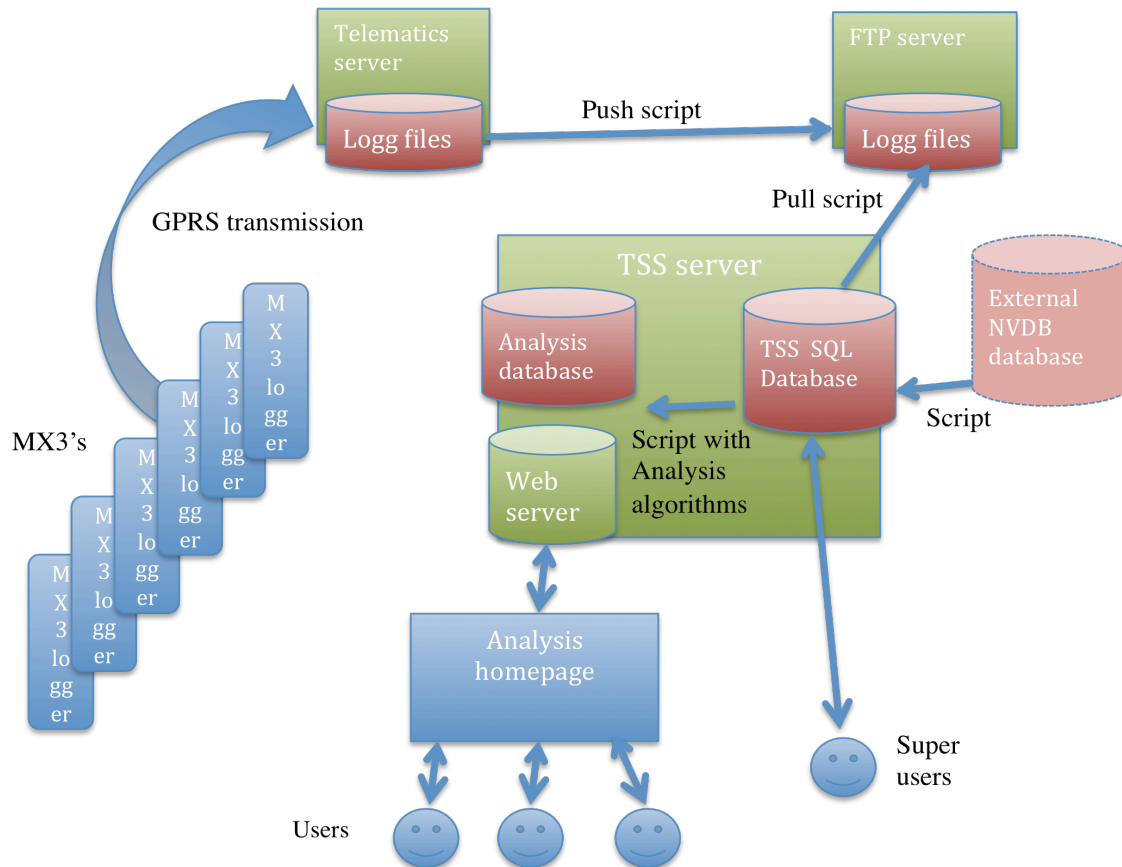 Telematics
server
Logg files
Push script
FTP server
Logg files
GPRS transmission
Pull script
TSS server
Analysis
database
TSS SQL
Database
External
NVDB
database
Script
Script with
Analysis
algorithms
Web
server
MX3's
M
X
3
lo
gg
er
M
X
3
lo
gg
er
M
X
3
lo
gg
er
M
X
3
lo
gg
er
M
X
3
lo
gg
er
M
X
3
lo
gg
er
Analysis
homepage
Users
Super
users